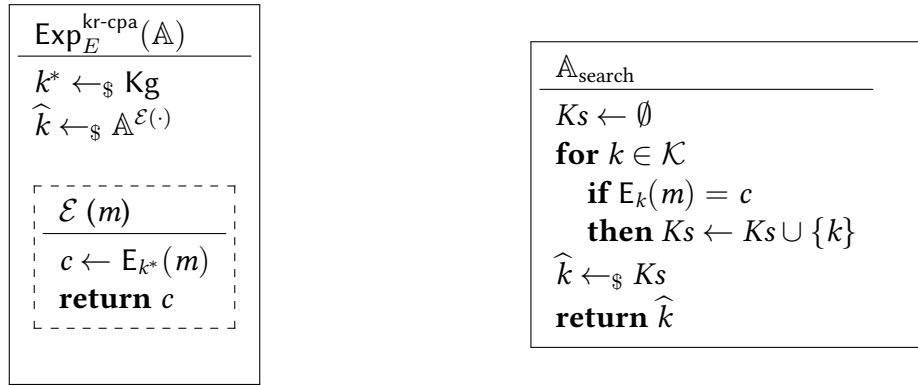 Exp_E^{kr-cpa}(𝔸)
k* ←$ Kg
k̂ ←$ 𝔸^{ℰ(·)}
ℰ (m)
c ← E_{k*}(m)
return c
𝔸_search
Ks ← ∅
for k ∈ 𝒦
if E_k(m) = c
then Ks ← Ks ∪ {k}
k̂ ←$ Ks
return k̂